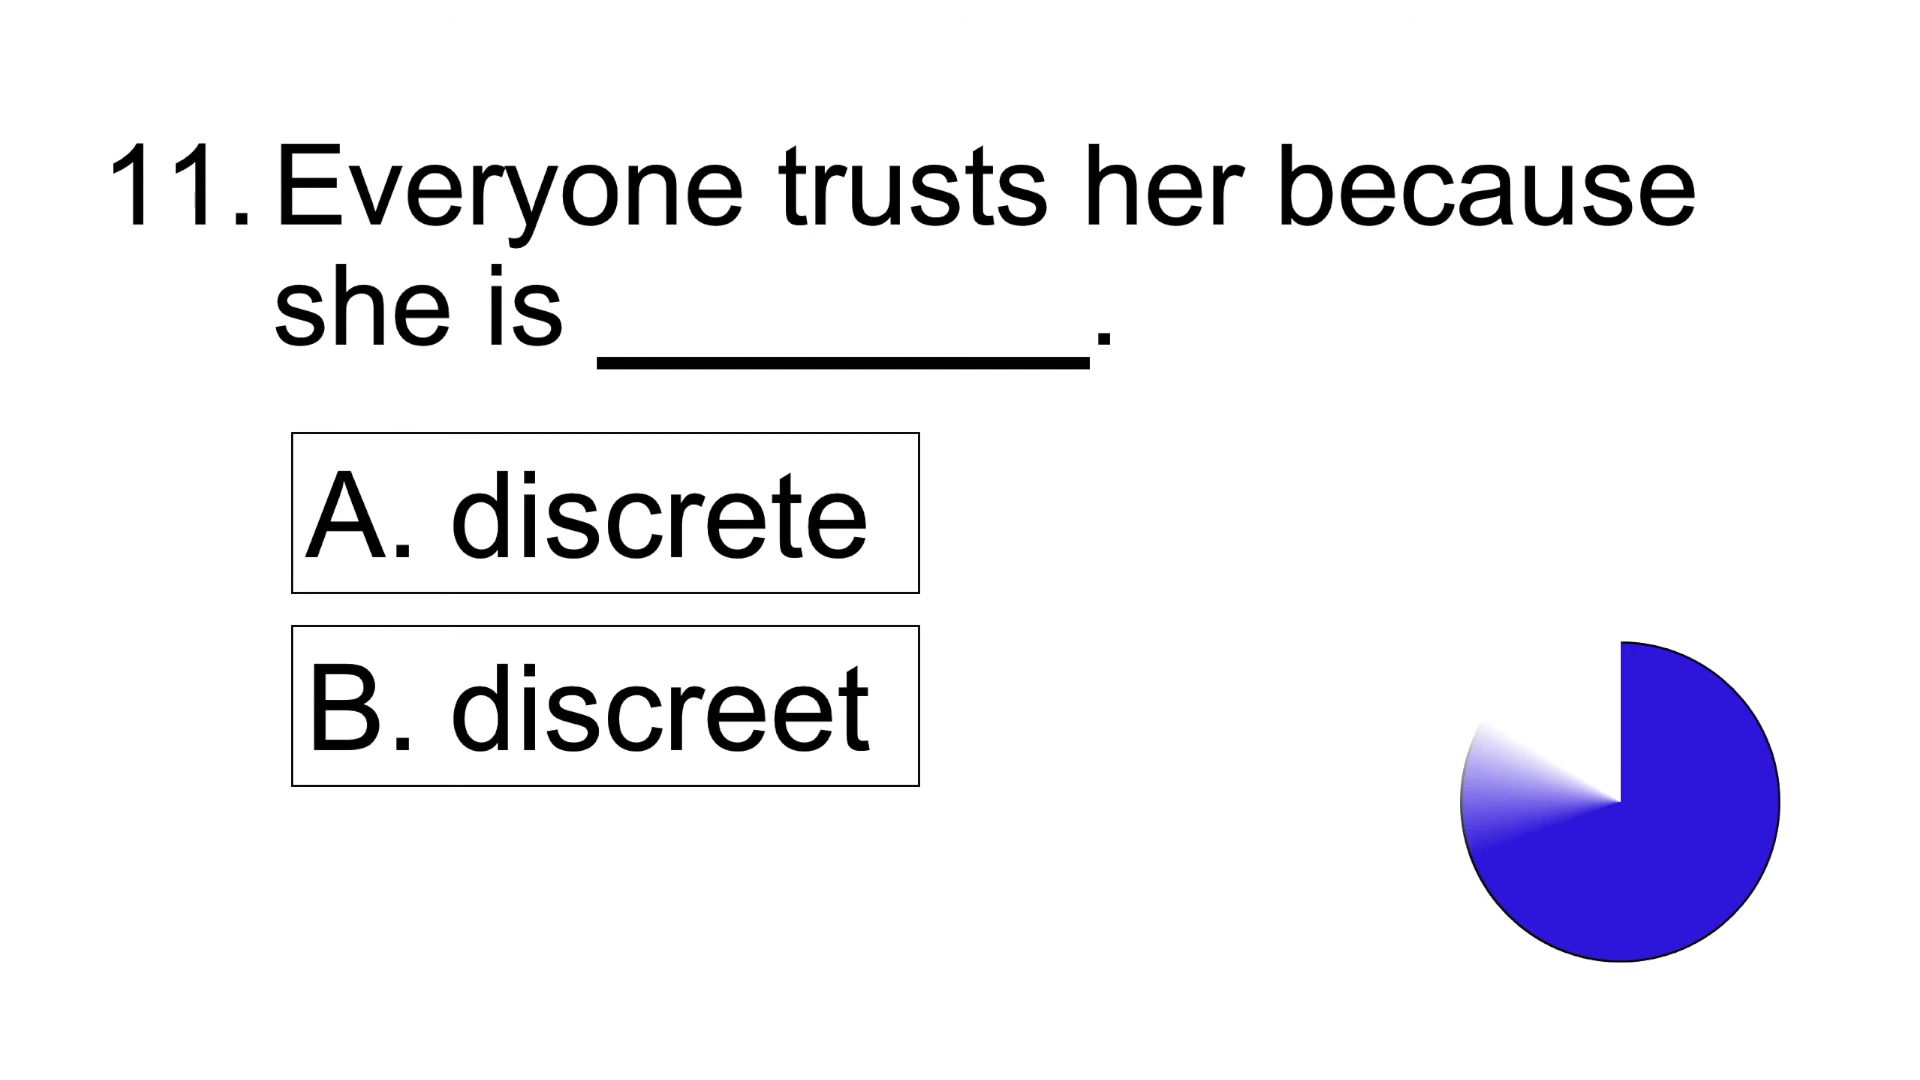 11. Everyone trusts her because
she is ________.
A. discrete
B. discreet